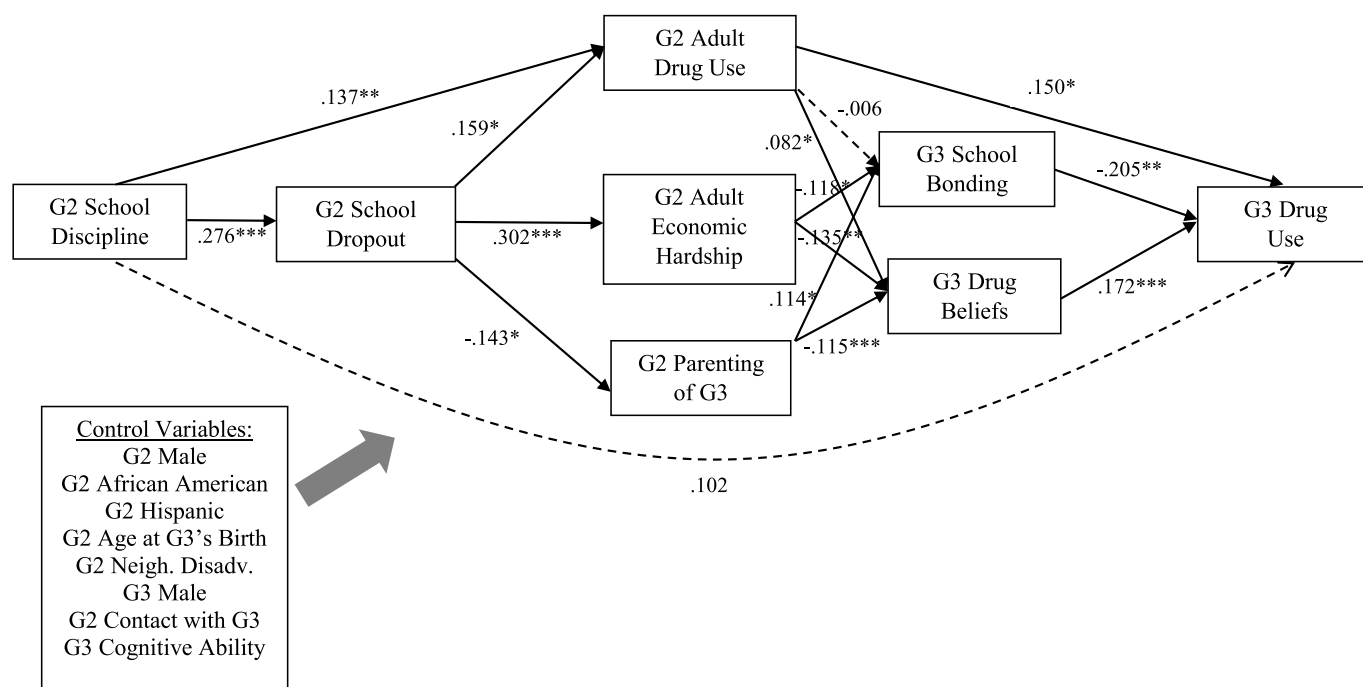 G2 Adult
Drug Use
.137**
.150*
-.006
.159*
.082*
G3 School
Bonding
-.205**
G2 School
Discipline
.276***
G2 School
Dropout
.302***
G2 Adult
Economic
Hardship
-.118*
-.135**
G3 Drug
Use
G3 Drug
Beliefs
.172***
.114*
-.143*
-.115***
G2 Parenting
of G3
.102
Control Variables:
G2 Male
G2 African American
G2 Hispanic
G2 Age at G3’s Birth
G2 Neigh. Disadv.
G3 Male
G2 Contact with G3
G3 Cognitive Ability